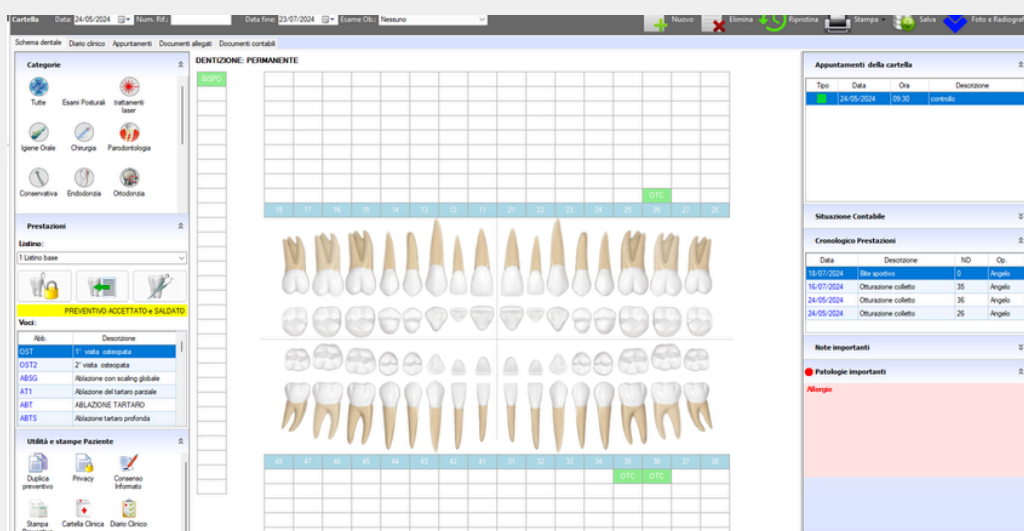 Cartella Data: 24/05/2024 Num. Rif.: Data fine: 23/07/2024 Esame Ob.: Nessuno Nuovo Elimina Ripristina Stampa Salva Foto e Radiograf
Schema dentale Diario clinico Appuntamenti Documenti allegati Documenti contabili
Categorie
Tutte Esami Posturali trattamenti laser
Igiene Orale Chirurgia Parodontologia
Conservativa Endodonzia Ortodonzia
Prestazioni
Listino:
1 Listino base
PREVENTIVO ACCETTATO e SALDATO
Voci:
Abb. Descrizione
OST 1° visita osteopata
OST2 2° visita osteopata
ABSG Ablazione con scaling globale
AT1 Ablazione del tartaro parziale
ABT ABLAZIONE TARTARO
ABTS Ablazione tartaro profonda
Utilità e stampe Paziente
Duplica preventivo Privacy Consenso Informato
Stampa Cartella Clinica Diario Clinico
DENTIZIONE: PERMANENTE
BISPO
OTC
18 17 16 15 14 13 12 11 21 22 23 24 25 26 27 28
48 47 46 45 44 43 42 41 31 32 33 34 35 36 37 38
OTC OTC
Appuntamenti della cartella
Tipo Data Ora Descrizione
24/05/2024 09:30 controllo
Situazione Contabile
Cronologico Prestazioni
Data Descrizione ND Op.
18/07/2024 Bite sportivo 0 Angelo
16/07/2024 Otturazione colletto 35 Angelo
24/05/2024 Otturazione colletto 36 Angelo
24/05/2024 Otturazione colletto 26 Angelo
Note importanti
Patologie importanti
Allergie